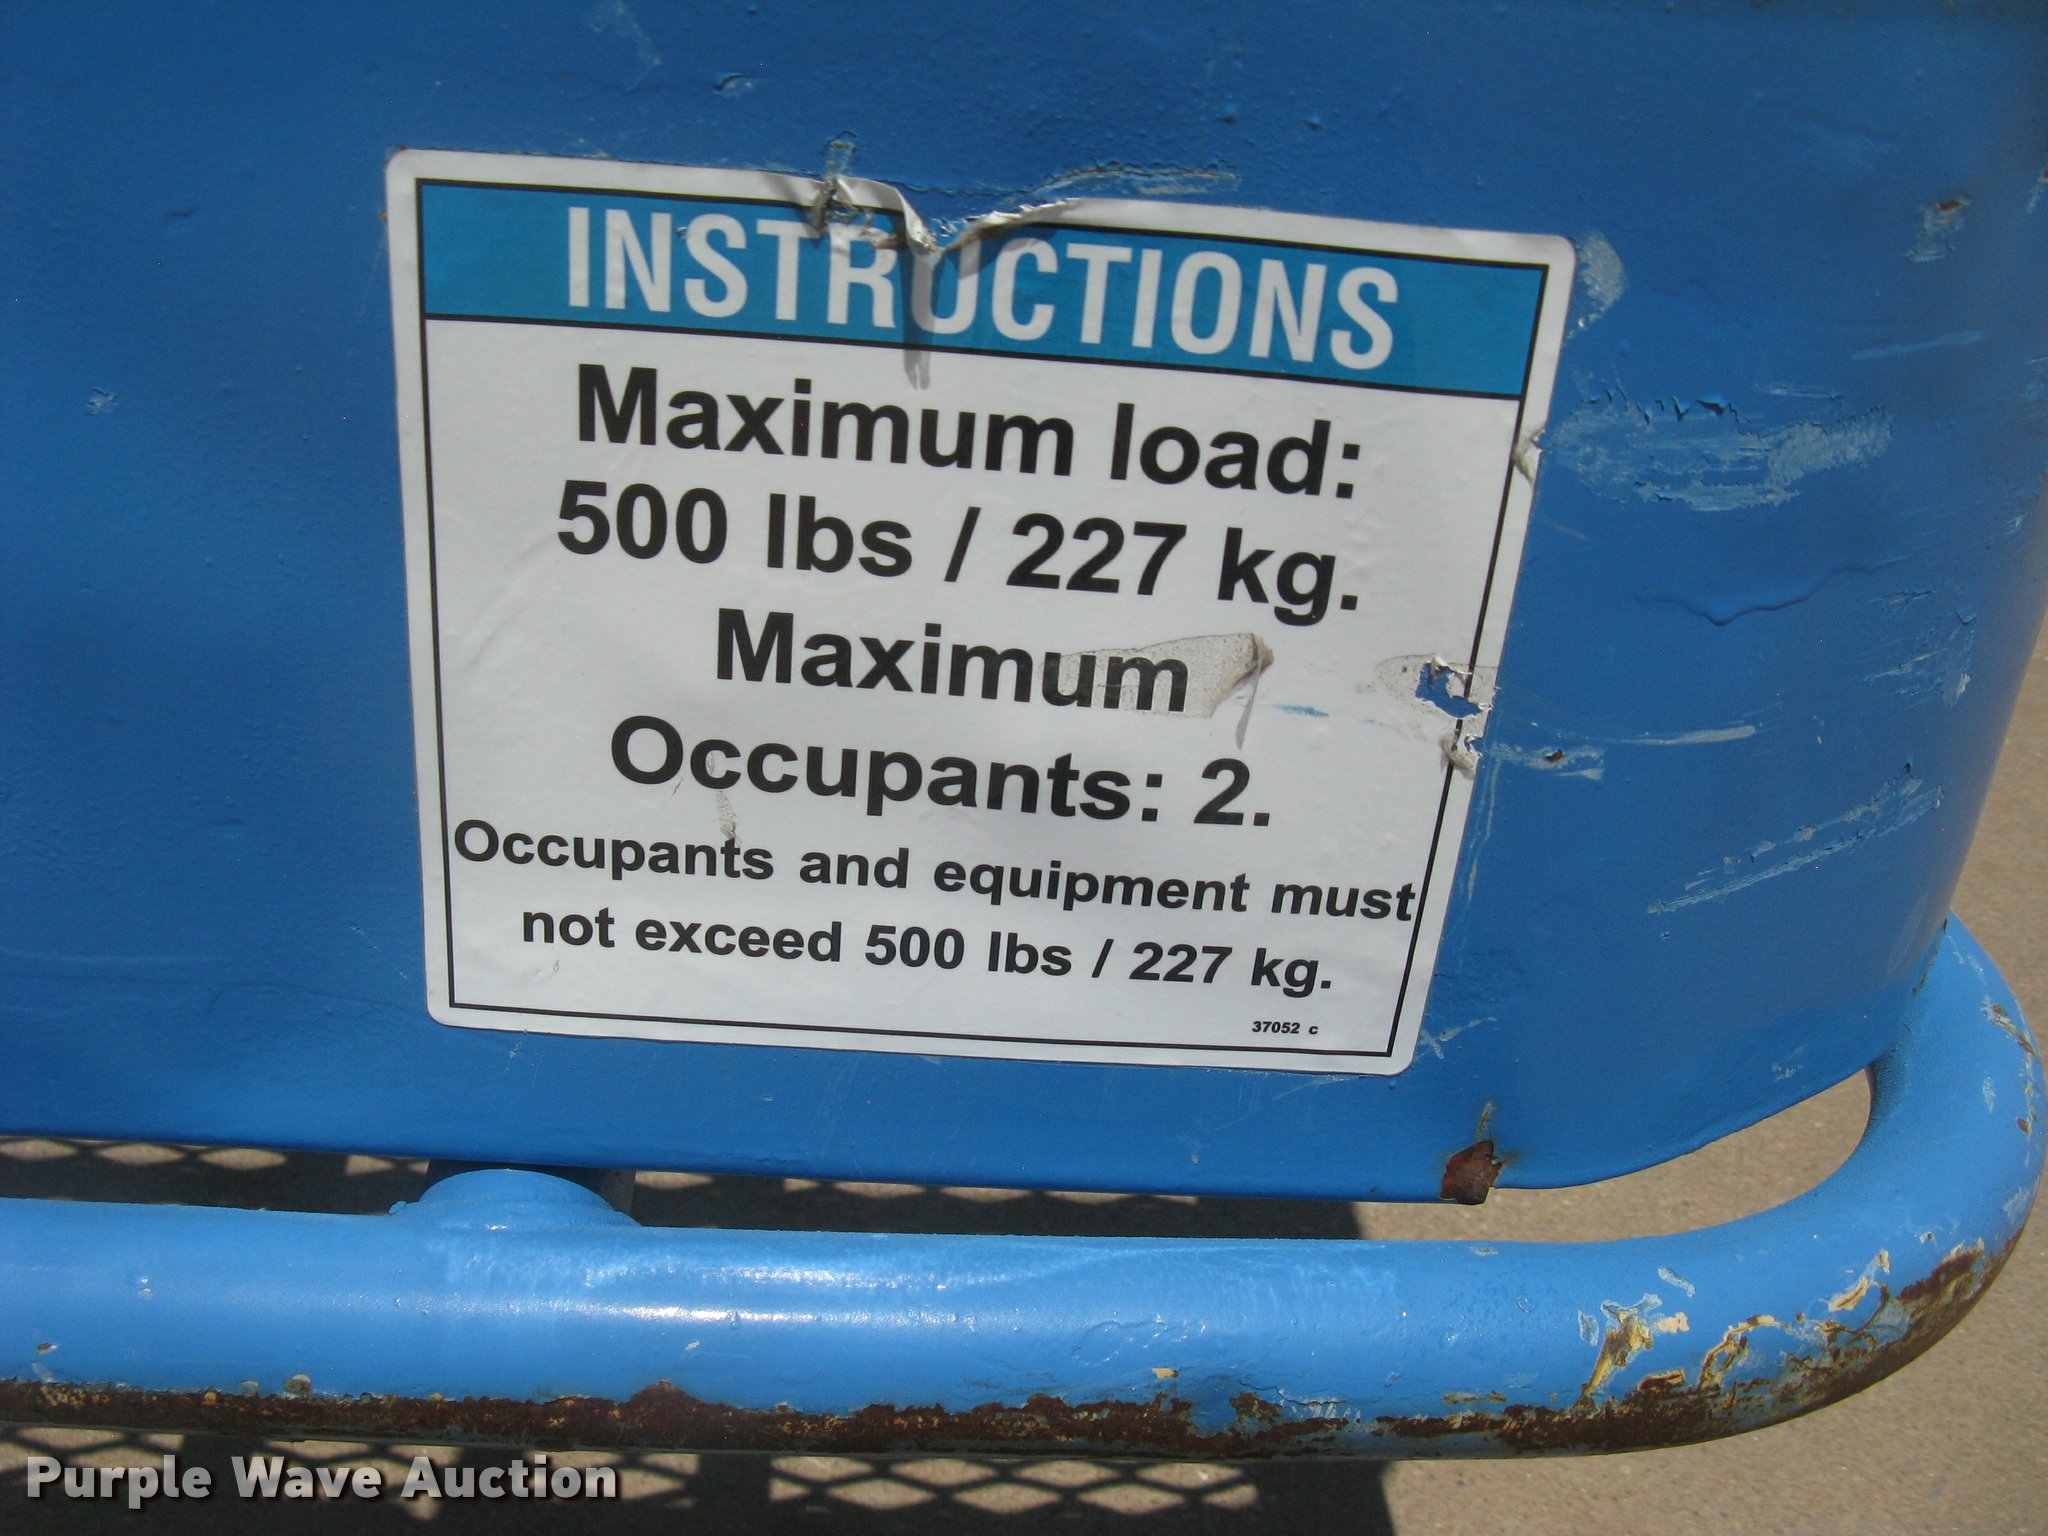 INSTRUCTIONS
Maximum load:
500 lbs / 227 kg.
Maximum
Occupants: 2.
Occupants and equipment must
not exceed 500 lbs / 227 kg.
37052 c
Purple Wave Auction